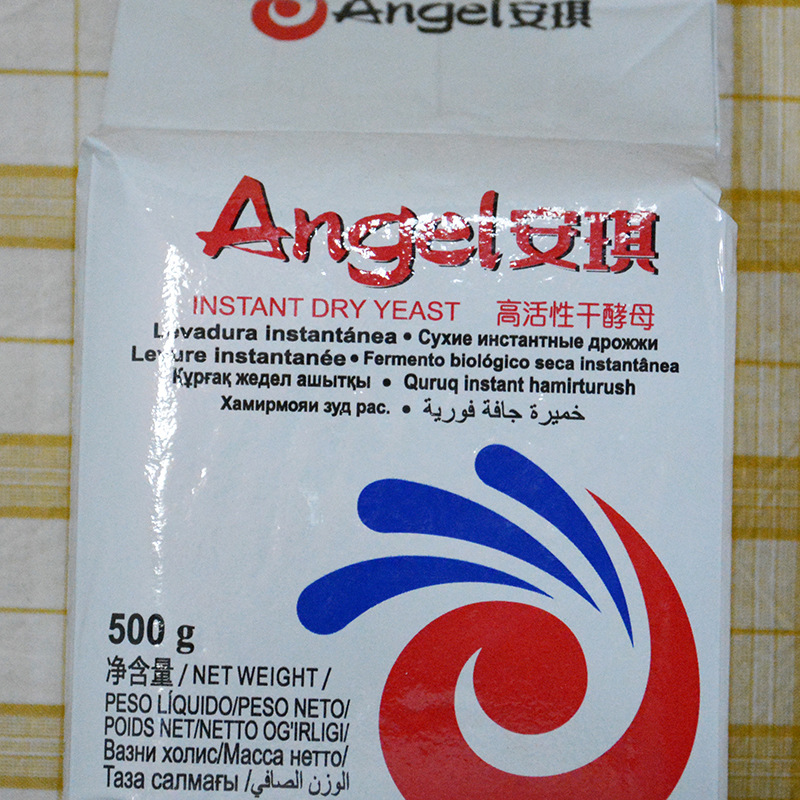 Angel安琪
Angel安琪
INSTANT DRY YEAST 高活性干酵母
Levadura instantánea • Сухие инстантные дрожжи
Levure instantanée • Fermento biológico seca instantânea
Құрғақ жедел ашытқы • Quruq instant hamirturush
Хамирмояи зуд рас. • خميرة جافة فورية
500 g
净含量 / NET WEIGHT /
PESO LÍQUIDO/PESO NETO/
POIDS NET/NETTO OG'IRLIGI/
Вазни холис/Масса нетто/
Таза салмағы /الوزن الصافي